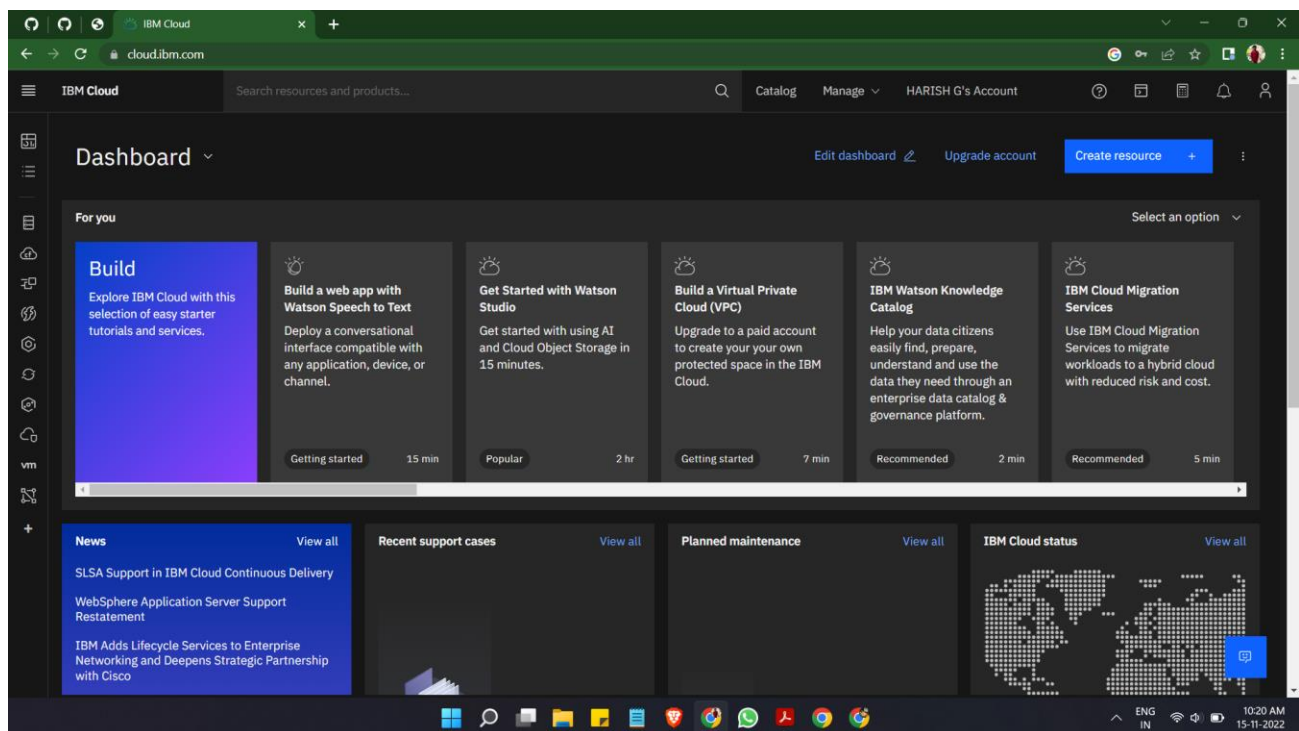 IBM Cloud
cloud.ibm.com
IBM Cloud
Search resources and products...
Catalog
Manage
HARISH G's Account
Dashboard
Edit dashboard
Upgrade account
Create resource +
For you
Select an option
Build
Explore IBM Cloud with this
selection of easy starter
tutorials and services.
Build a web app with
Watson Speech to Text
Deploy a conversational
interface compatible with
any application, device, or
channel.
Getting started
15 min
Get Started with Watson
Studio
Get started with using AI
and Cloud Object Storage in
15 minutes.
Popular
2 hr
Build a Virtual Private
Cloud (VPC)
Upgrade to a paid account
to create your your own
protected space in the IBM
Cloud.
Getting started
7 min
IBM Watson Knowledge
Catalog
Help your data citizens
easily find, prepare,
understand and use the
data they need through an
enterprise data catalog &
governance platform.
Recommended
2 min
IBM Cloud Migration
Services
Use IBM Cloud Migration
Services to migrate
workloads to a hybrid cloud
with reduced risk and cost.
Recommended
5 min
vm
News
View all
SLSA Support in IBM Cloud Continuous Delivery
WebSphere Application Server Support
Restatement
IBM Adds Lifecycle Services to Enterprise
Networking and Deepens Strategic Partnership
with Cisco
Recent support cases
View all
Planned maintenance
View all
IBM Cloud status
View all
ENG
IN
10:20 AM
15-11-2022